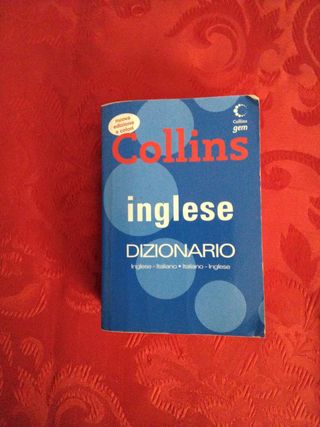 nuova
edizione
a colori
Collins
gem
Collins
inglese
DIZIONARIO
Inglese - Italiano • Italiano - Inglese